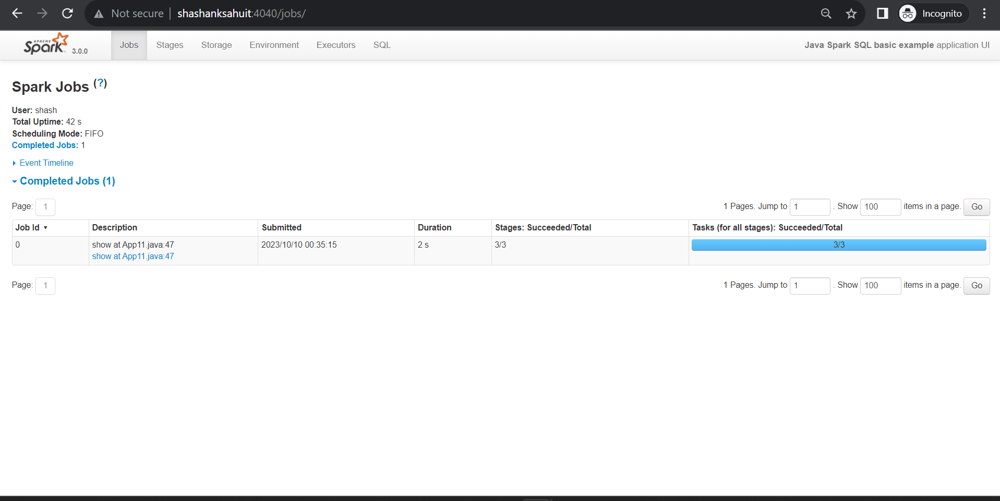 Not secure shashanksahuit:4040/jobs/ Incognito
APACHE Spark 3.0.0 Jobs Stages Storage Environment Executors SQL Java Spark SQL basic example application UI
Spark Jobs (?)
User: shash
Total Uptime: 42 s
Scheduling Mode: FIFO
Completed Jobs: 1
Event Timeline
Completed Jobs (1)
Page: 1 1 Pages. Jump to 1 . Show 100 items in a page. Go
Job Id ▾ Description Submitted Duration Stages: Succeeded/Total Tasks (for all stages): Succeeded/Total
0 show at App11.java:47 2023/10/10 00:35:15 2 s 3/3 3/3
show at App11.java:47
Page: 1 1 Pages. Jump to 1 . Show 100 items in a page. Go